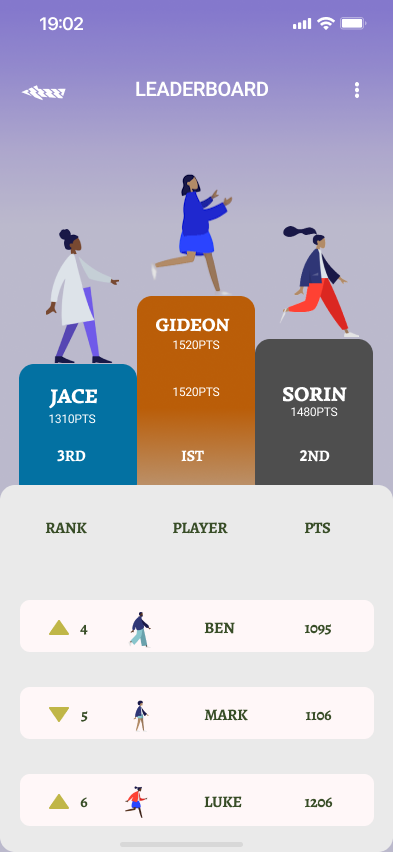 19:02
LEADERBOARD
GIDEON
1520PTS
1520PTS
IST
JACE
1310PTS
3RD
SORIN
1480PTS
2ND
RANK PLAYER PTS
4 BEN 1095
5 MARK 1106
6 LUKE 1206